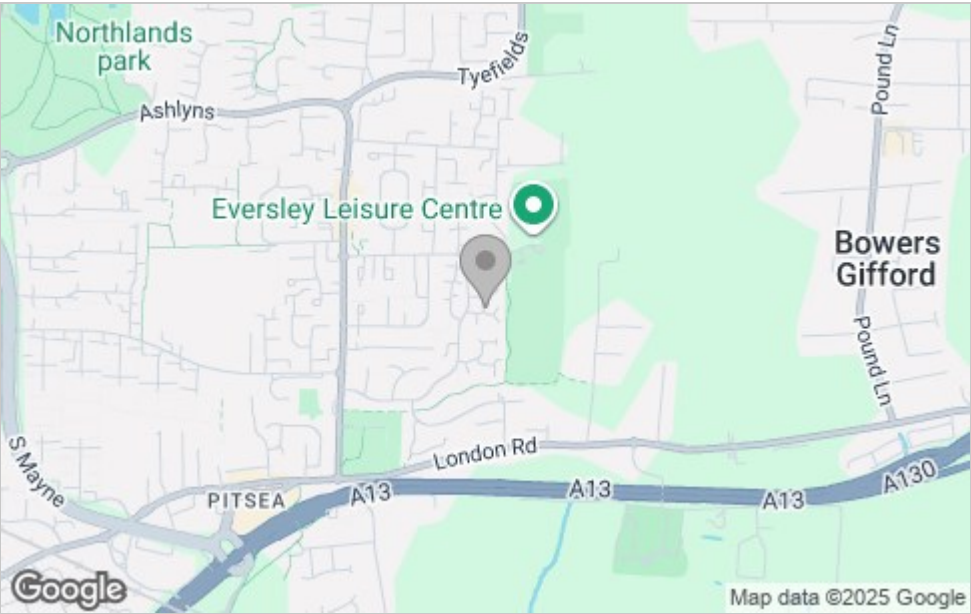 Northlands
park
Tyefields
Pound Ln
Ashlyns
Eversley Leisure Centre
Bowers
Gifford
Pound Ln
S Mayne
London Rd
PITSEA
A13
A13
A13
A130
Google
Map data ©2025 Google